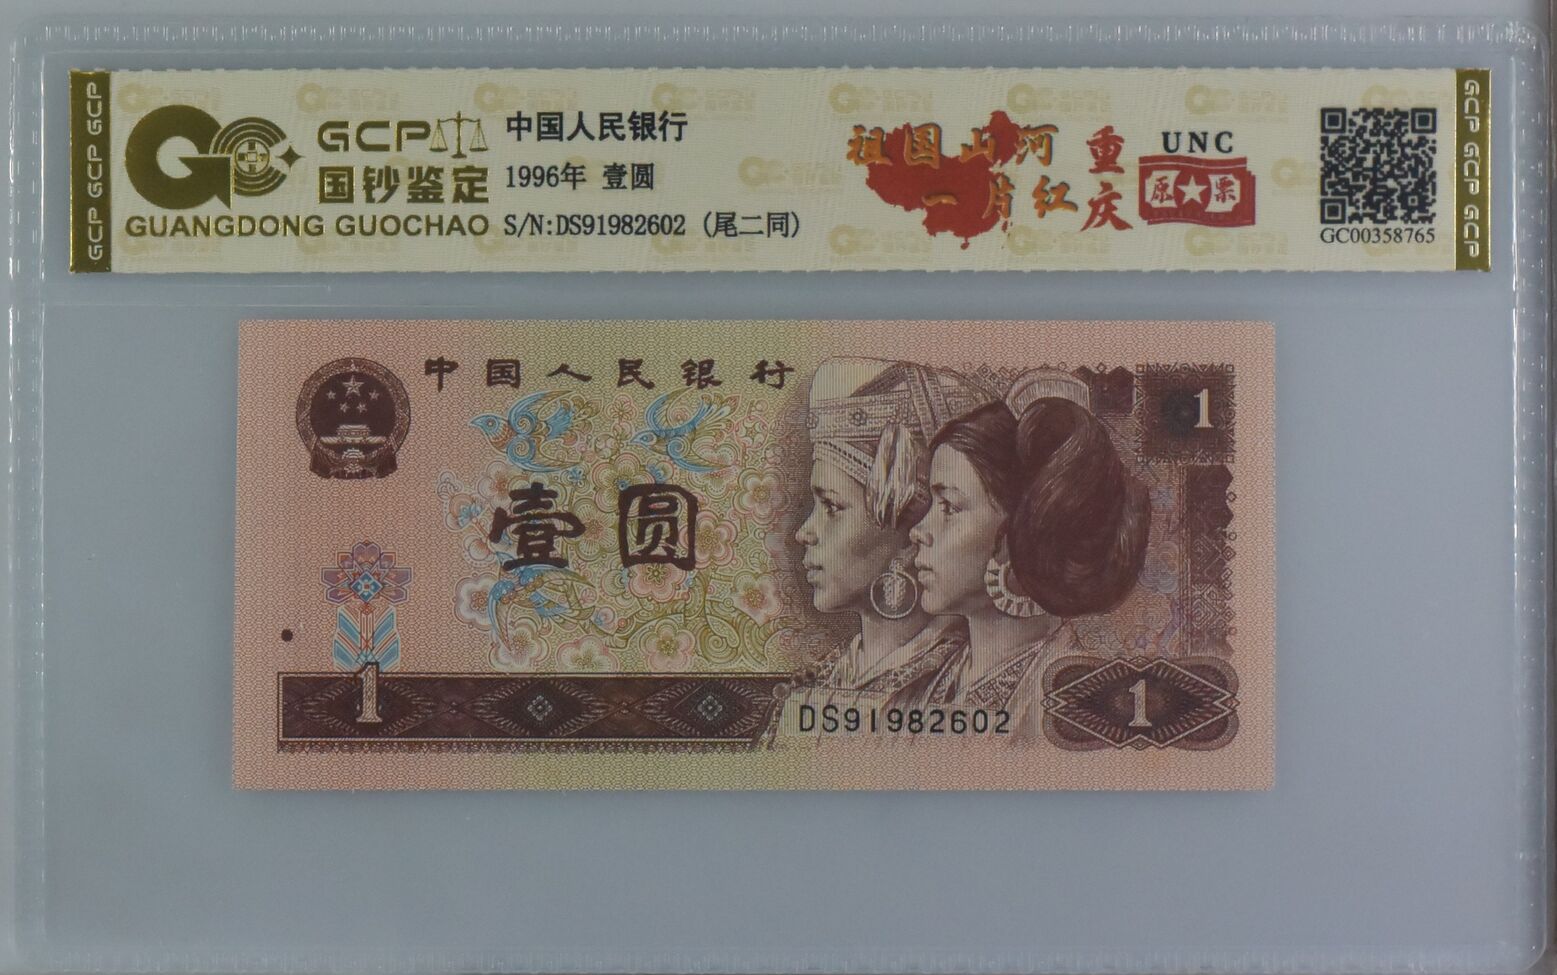 GCP GCP GCP
GCP
国钞鉴定
GUANGDONG GUOCHAO
中国人民银行
1996年 壹圆
S/N:DS91982602 (尾二同)
祖国山河
一片红
重庆
UNC
原票
GC00358765
GCP GCP GCP
中国人民银行
1
壹圆
1
DS91982602
1